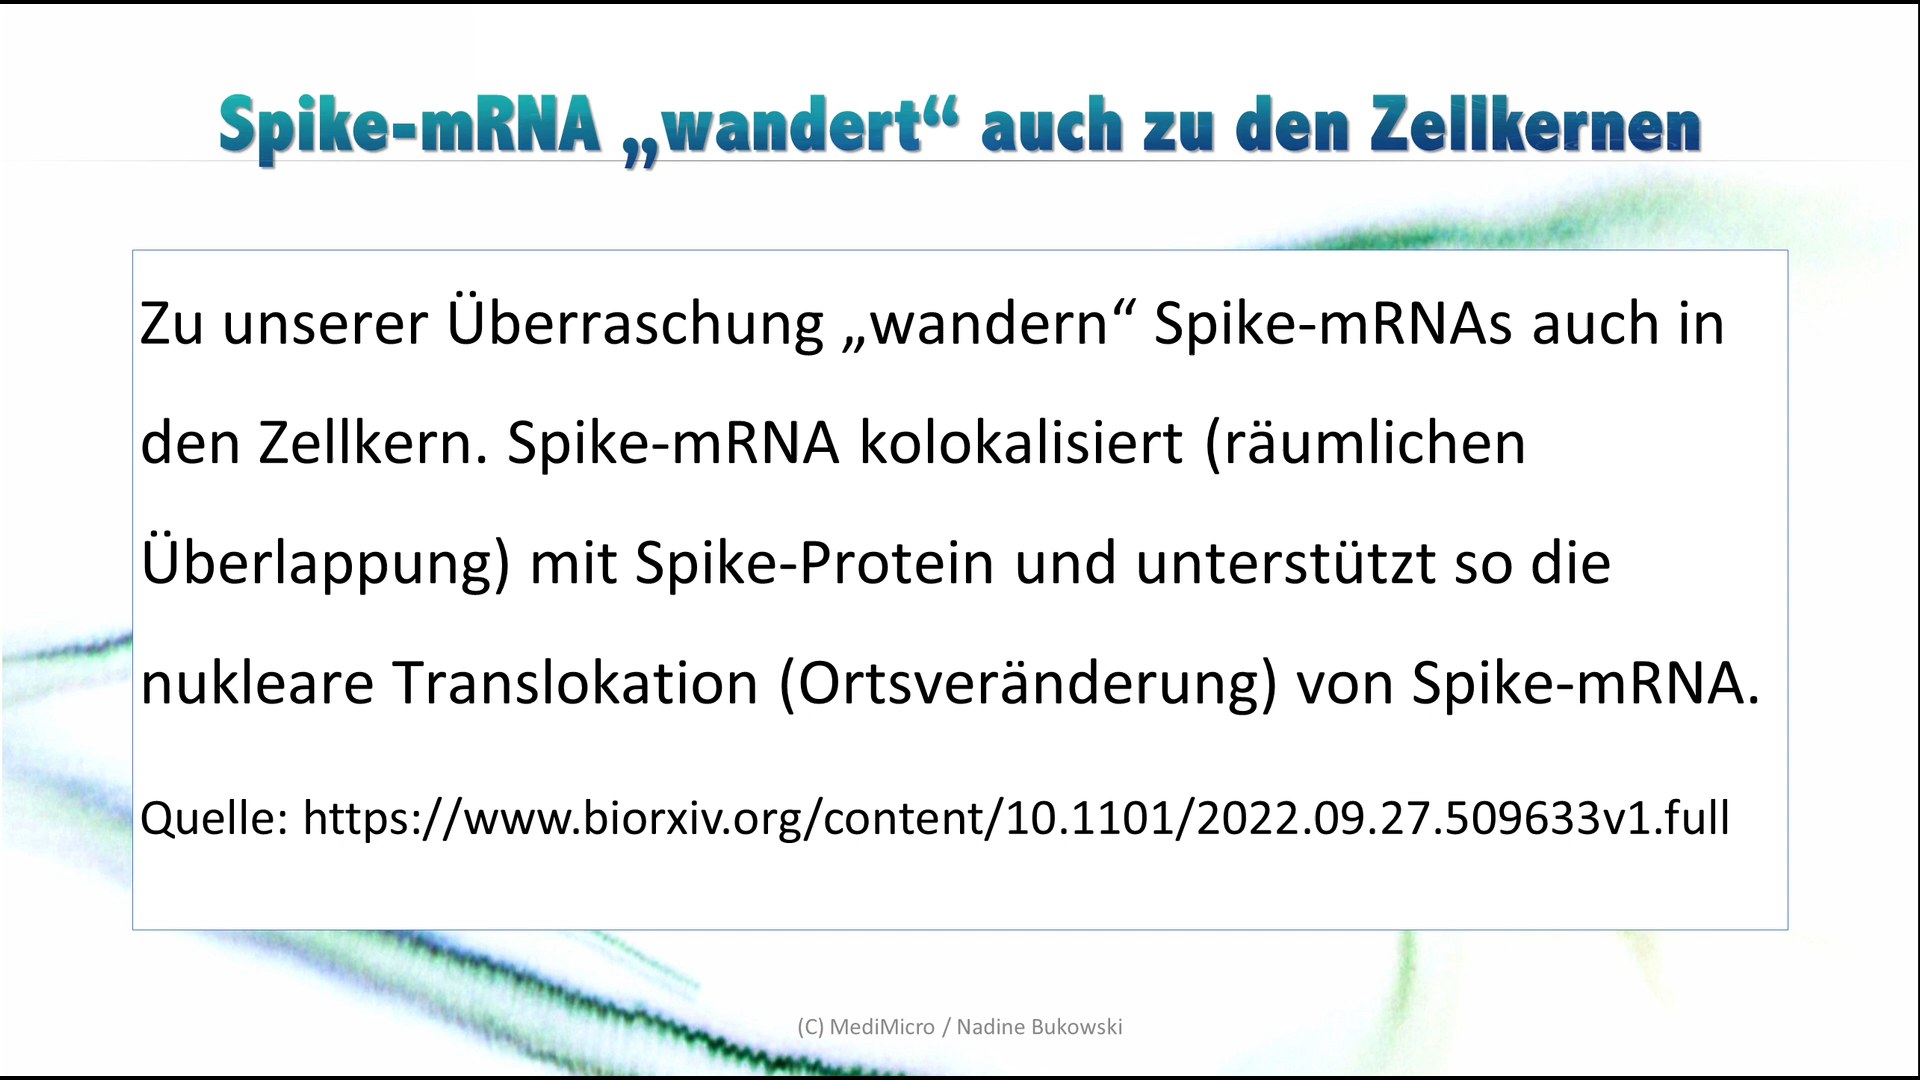 Spike-mRNA „wandert“ auch zu den Zellkernen
Zu unserer Überraschung „wandern“ Spike-mRNAs auch in
den Zellkern. Spike-mRNA kolokalisiert (räumlichen
Überlappung) mit Spike-Protein und unterstützt so die
nukleare Translokation (Ortsveränderung) von Spike-mRNA.
Quelle: https://www.biorxiv.org/content/10.1101/2022.09.27.509633v1.full
(C) MediMicro / Nadine Bukowski